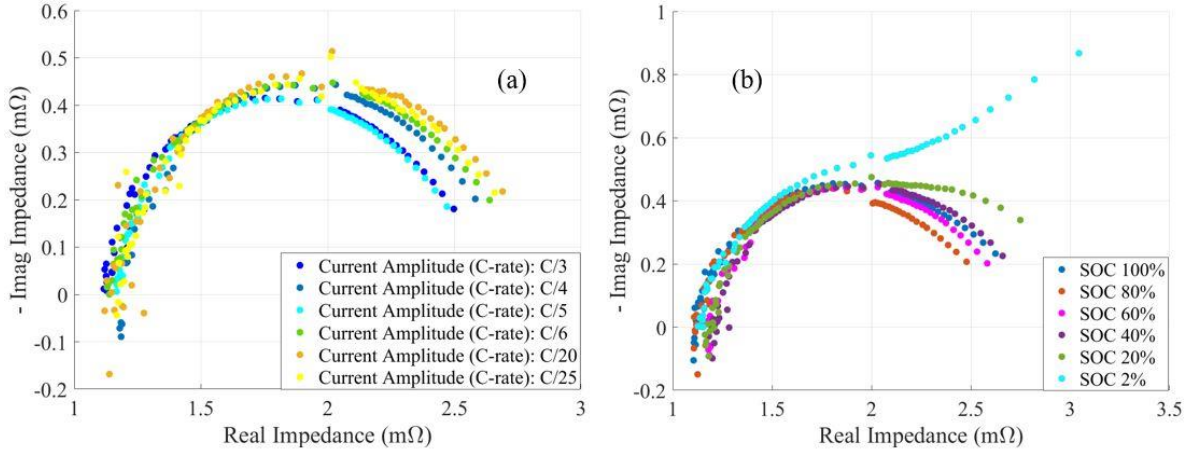 (a)
- Imag Impedance (mΩ)
0.6
0.5
0.4
0.3
0.2
0.1
0
-0.1
-0.2
Current Amplitude (C-rate): C/3
Current Amplitude (C-rate): C/4
Current Amplitude (C-rate): C/5
Current Amplitude (C-rate): C/6
Current Amplitude (C-rate): C/20
Current Amplitude (C-rate): C/25
1 1.5 2 2.5 3
Real Impedance (mΩ)
(b)
- Imag Impedance (mΩ)
1
0.8
0.6
0.4
0.2
0
-0.2
SOC 100%
SOC 80%
SOC 60%
SOC 40%
SOC 20%
SOC 2%
1 1.5 2 2.5 3 3.5
Real Impedance (mΩ)